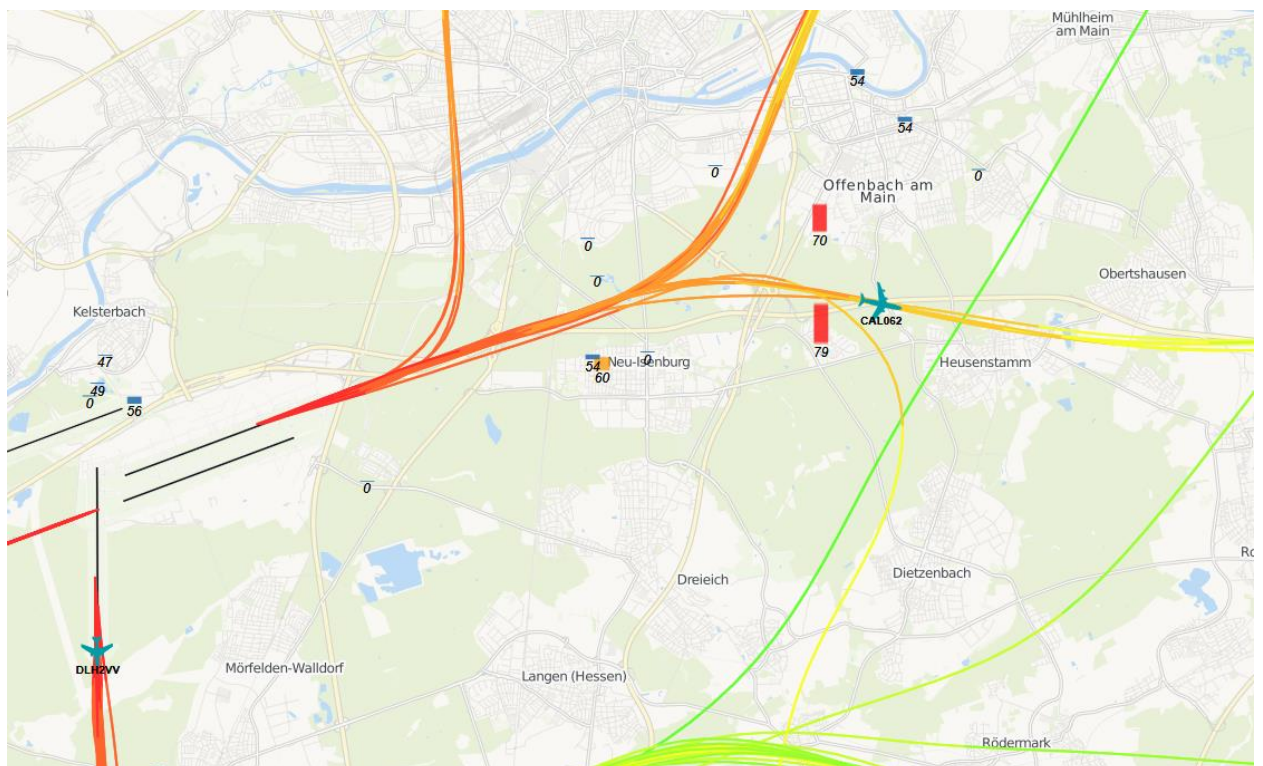 Mühlheim
am Main
54
54
0
0
Offenbach am
Main
70
0
0
Obertshausen
Kelsterbach
CAL062
79
47
54
0
Neu-Isenburg
60
Heusenstamm
49
0
56
0
Dreieich
Dietzenbach
DLH2VV
Mörfelden-Walldorf
Langen (Hessen)
Rödermark